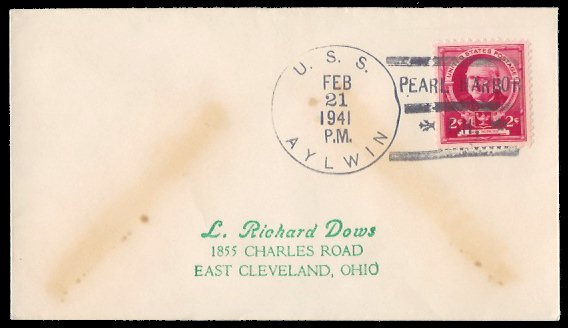 U. S. S.
FEB
21
1941
P.M.
AYLWIN
PEARL HARBOR
UNITED STATES POSTAGE
2¢ 2¢
L. Richard Dows
1855 CHARLES ROAD
EAST CLEVELAND, OHIO